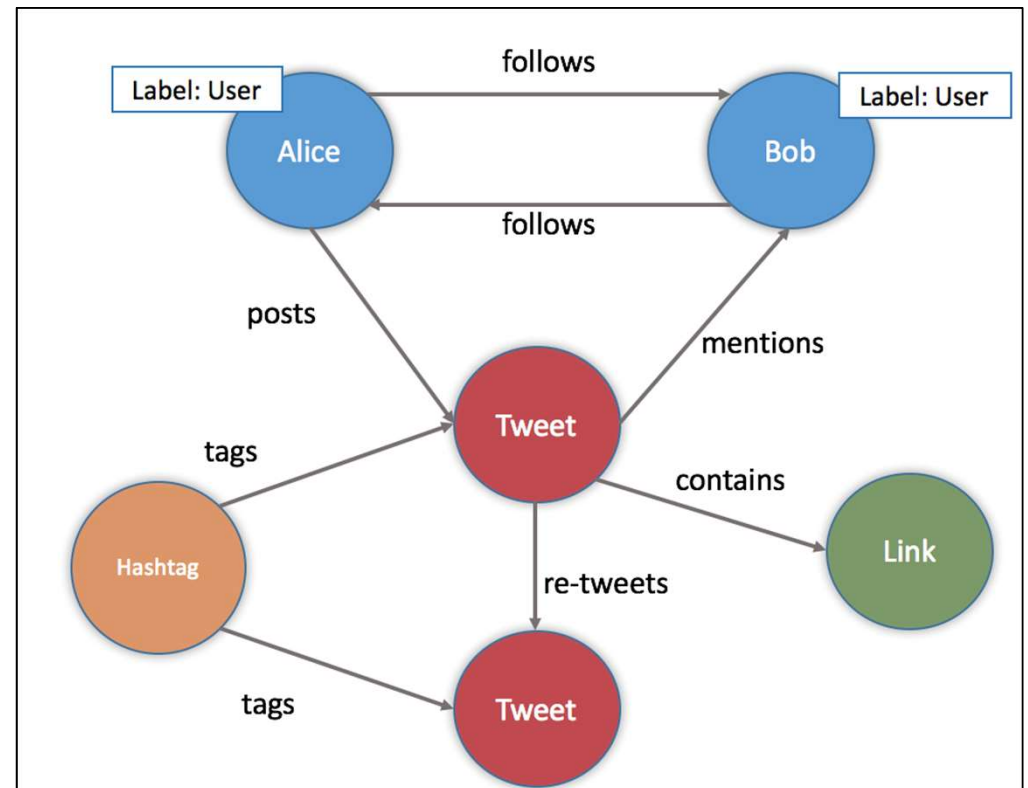 follows
Label: User
Label: User
Alice
Bob
follows
posts
mentions
Tweet
tags
contains
Link
Hashtag
re-tweets
tags
Tweet